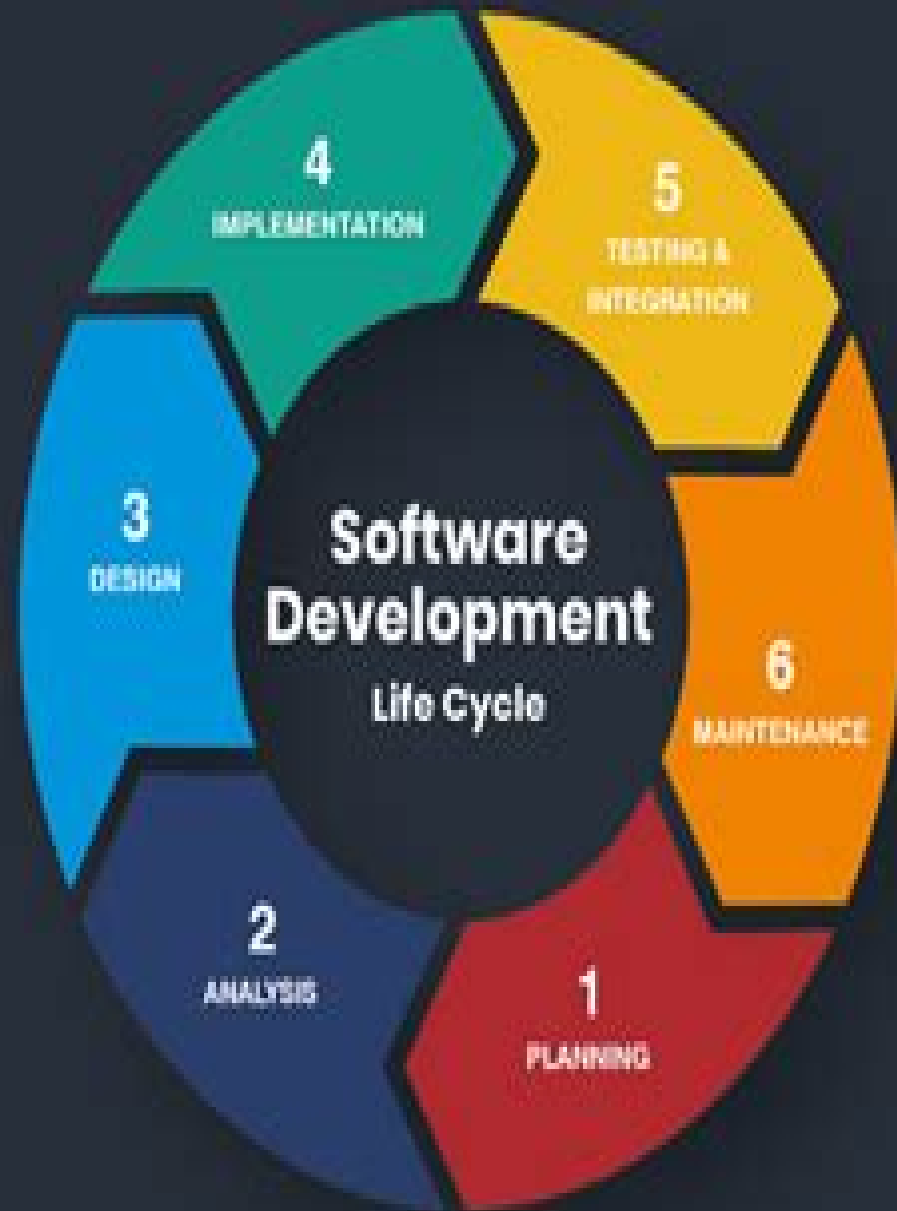 Software
Development
Life Cycle
1
PLANNING
2
ANALYSIS
3
DESIGN
4
IMPLEMENTATION
5
TESTING &
INTEGRATION
6
MAINTENANCE